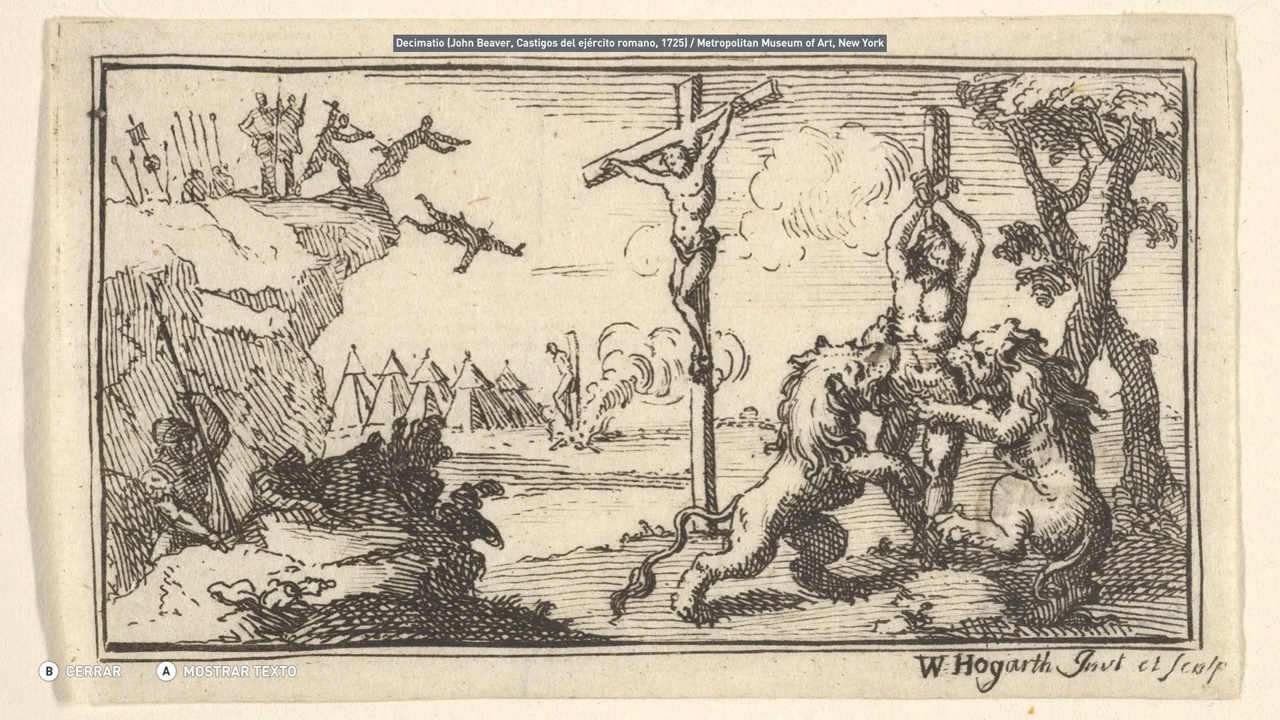 Decimatio (John Beaver, Castigos del ejército romano, 1725) / Metropolitan Museum of Art, New York
B CERRAR A MOSTRAR TEXTO
W. Hogarth Invt et sculp